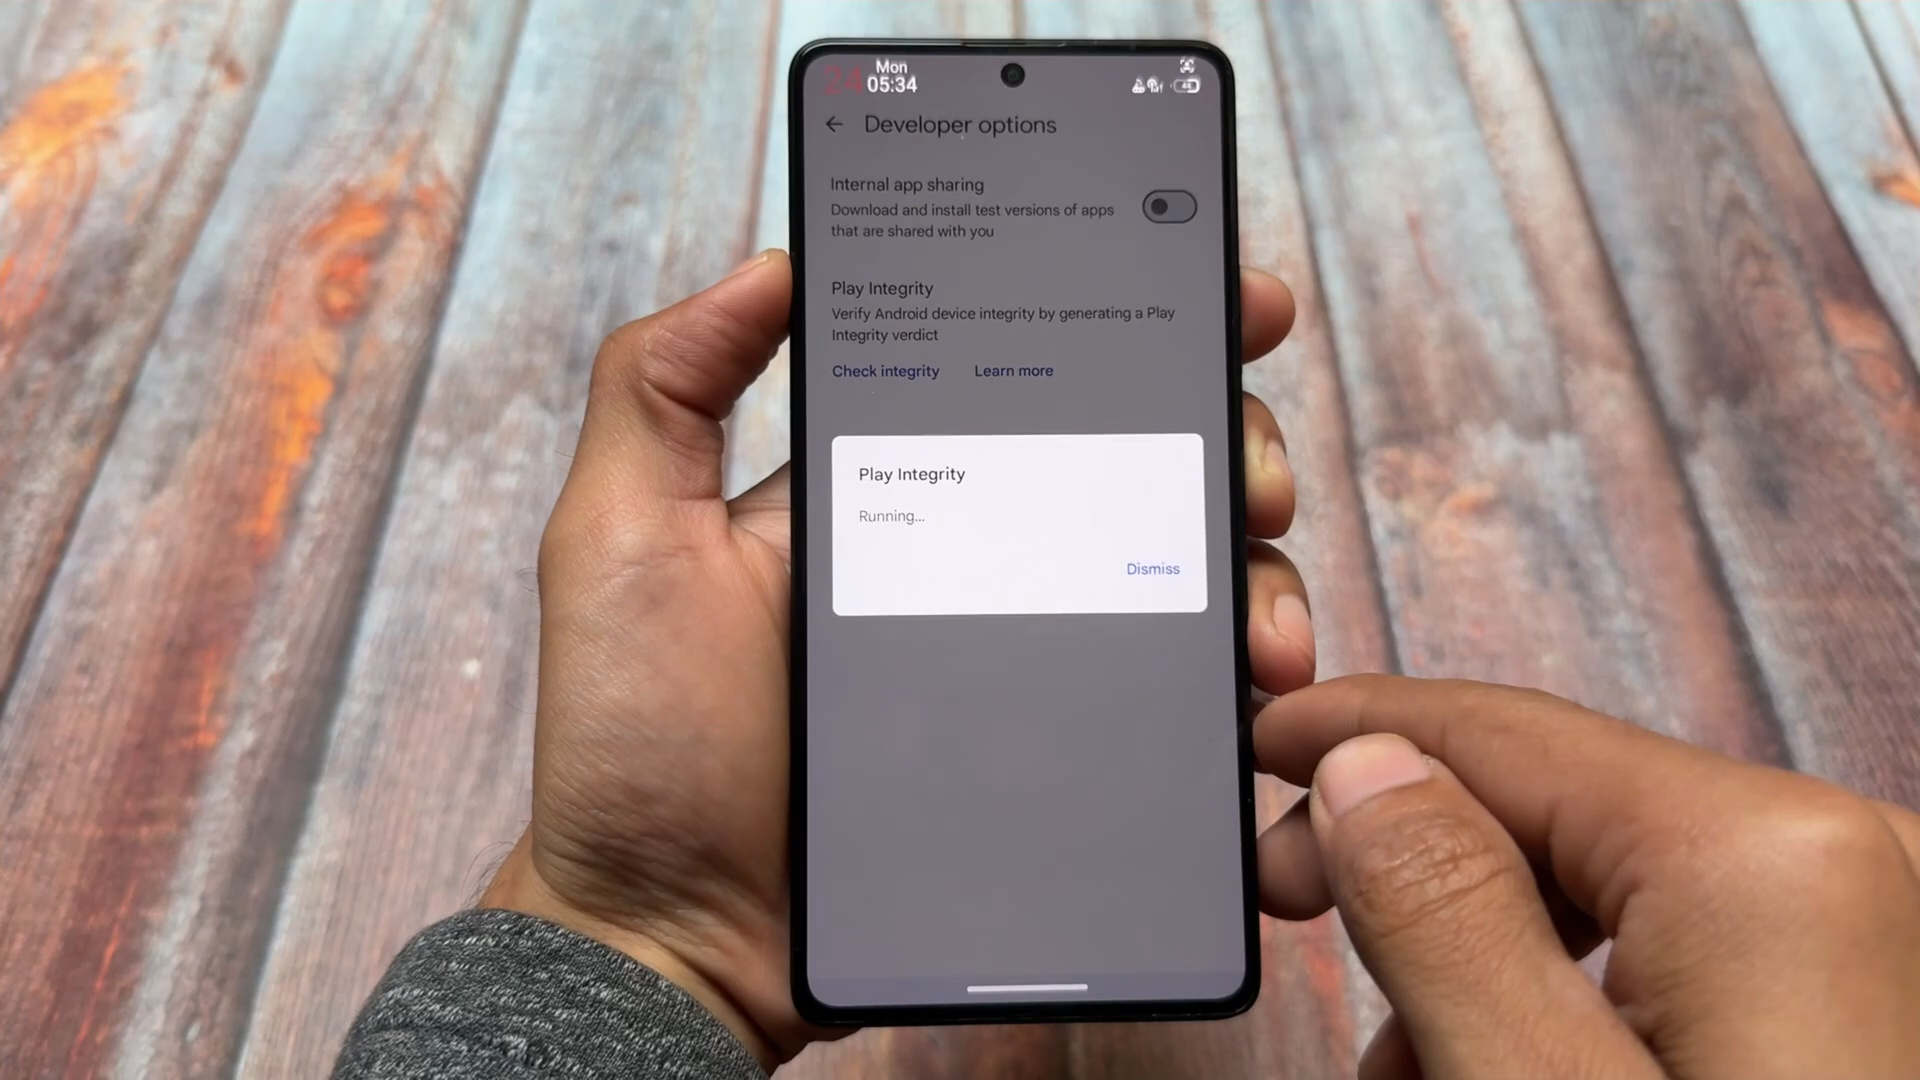 24 Mon
05:34
Developer options
Internal app sharing
Download and install test versions of apps
that are shared with you
Play Integrity
Verify Android device integrity by generating a Play
Integrity verdict
Check integrity Learn more
Play Integrity
Running...
Dismiss